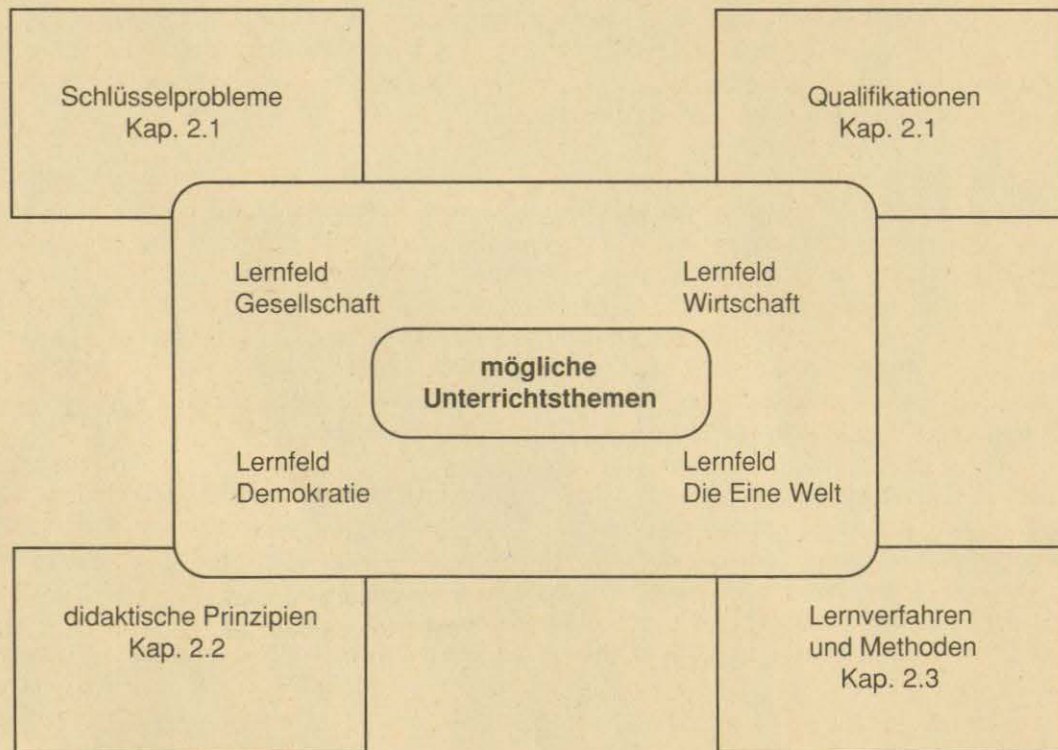 Schlüsselprobleme
Kap. 2.1
Qualifikationen
Kap. 2.1
Lernfeld
Gesellschaft
Lernfeld
Wirtschaft
mögliche
Unterrichtsthemen
Lernfeld
Demokratie
Lernfeld
Die Eine Welt
didaktische Prinzipien
Kap. 2.2
Lernverfahren
und Methoden
Kap. 2.3